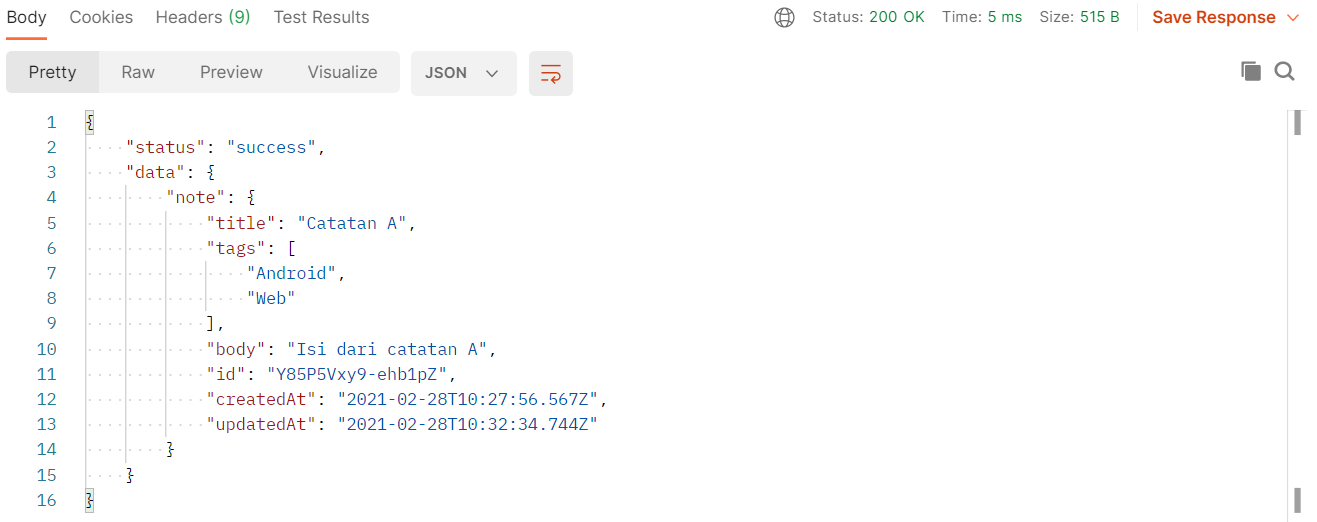 Body Cookies Headers (9) Test Results Status: 200 OK Time: 5 ms Size: 515 B Save Response
Pretty Raw Preview Visualize JSON
1 {
2 "status": "success",
3 "data": {
4 "note": {
5 "title": "Catatan A",
6 "tags": [
7 "Android",
8 "Web"
9 ],
10 "body": "Isi dari catatan A",
11 "id": "Y85P5Vxy9-ehb1pZ",
12 "createdAt": "2021-02-28T10:27:56.567Z",
13 "updatedAt": "2021-02-28T10:32:34.744Z"
14 }
15 }
16 }